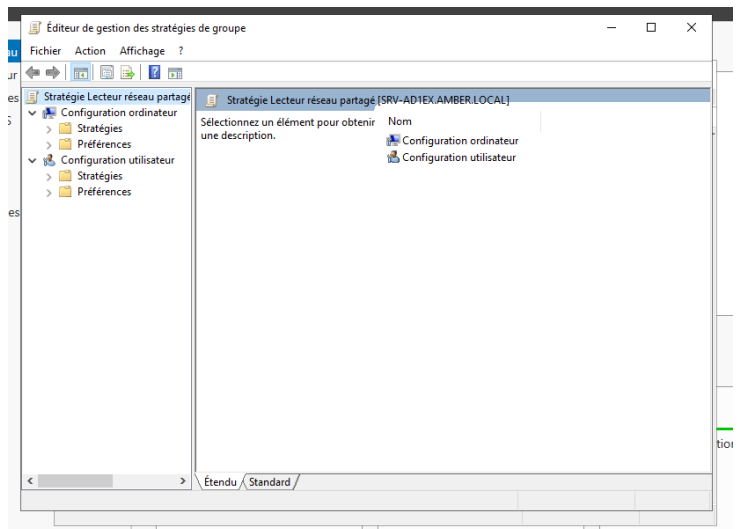 Éditeur de gestion des stratégies de groupe
Fichier Action Affichage ?
Stratégie Lecteur réseau partagé
Configuration ordinateur
Stratégies
Préférences
Configuration utilisateur
Stratégies
Préférences
Stratégie Lecteur réseau partagé [SRV-AD1EX.AMBER.LOCAL]
Sélectionnez un élément pour obtenir
une description.
Nom
Configuration ordinateur
Configuration utilisateur
Étendu Standard